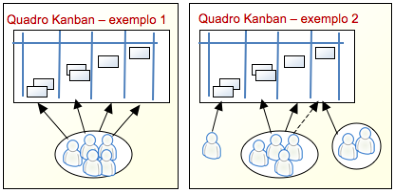 Quadro Kanban – exemplo 1
Quadro Kanban – exemplo 2